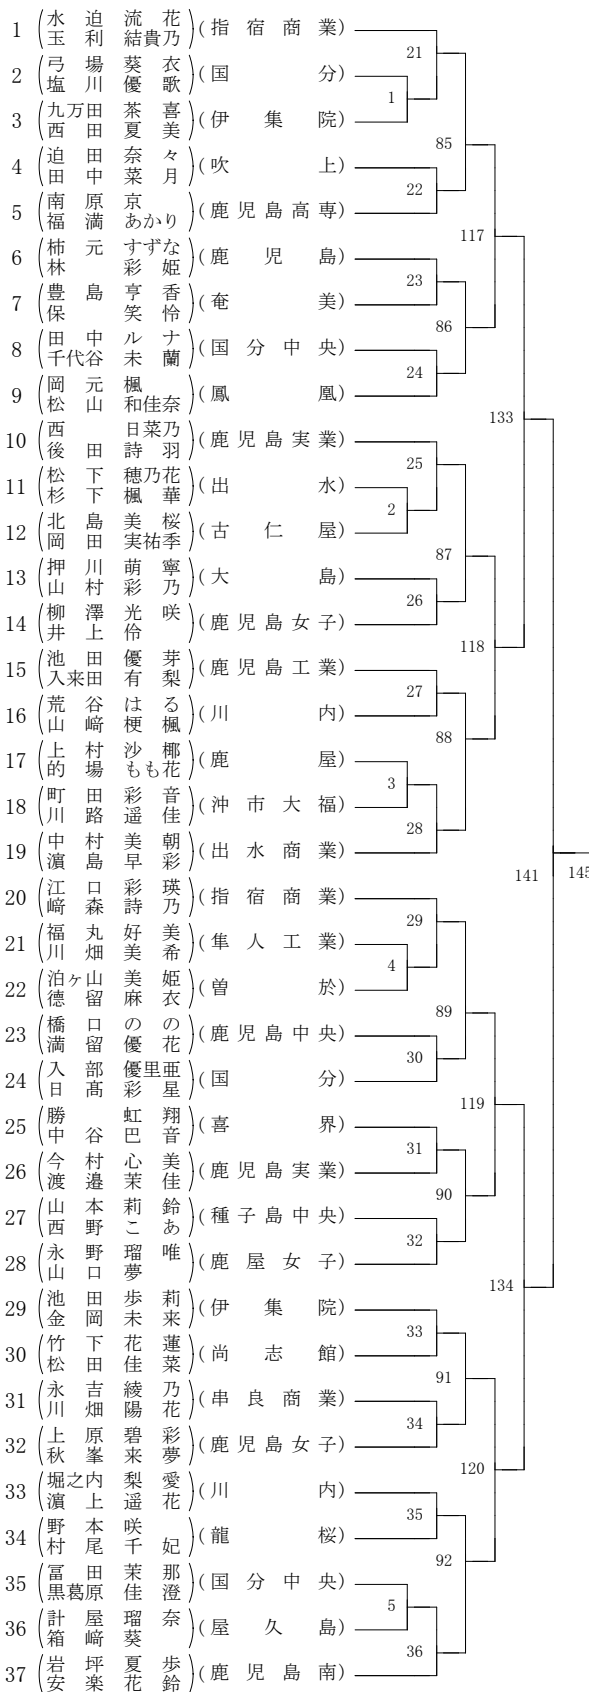 1 水迫流花 玉利結貴乃 (指宿商業)
2 弓場葵衣 塩川優歌 (国分)
3 九万田茶喜 西田夏美 (伊集院)
4 迫田奈々 田中菜月 (吹上)
5 南原京 福満あかり (鹿児島高専)
6 柿元すずな 林彩姫 (鹿児島)
7 豊島亨香 保笑怜 (奄美)
8 田中ルナ 千代谷未蘭 (国分中央)
9 岡元楓 松山和佳奈 (鳳凰)
10 西日菜乃 後田詩羽 (鹿児島実業)
11 松下穂乃花 杉下楓華 (出水)
12 北島美桜 岡田実祐季 (古仁屋)
13 押川萌寧 山村彩乃 (大島)
14 柳澤光咲 井上伶 (鹿児島女子)
15 池田優芽 入来田有梨 (鹿児島工業)
16 荒谷はる 山﨑梗楓 (川内)
17 上村沙椰 的場もも花 (鹿屋)
18 町田彩音 川路遥佳 (沖市大福)
19 中村美朝 濵島早彩 (出水商業)
20 江口彩瑛 﨑森詩乃 (指宿商業)
21 福丸好美 川畑美希 (隼人工業)
22 泊ヶ山美姫 德留麻衣 (曽於)
23 橋口のの 満留優花 (鹿児島中央)
24 入部優里亜 日髙彩星 (国分)
25 勝虹翔 中谷巴音 (喜界)
26 今村心美 渡邉茉佳 (鹿児島実業)
27 山本莉鈴 西野こあ (種子島中央)
28 永野瑠唯 山口夢 (鹿屋女子)
29 池田歩莉 金岡未来 (伊集院)
30 竹下花蓮 松田佳菜 (尚志館)
31 永吉綾乃 川畑陽花 (串良商業)
32 上原碧彩 秋峯来夢 (鹿児島女子)
33 堀之内梨愛 濵上遥花 (川内)
34 野本咲 村尾千妃 (龍桜)
35 冨田茉那 黒葛原佳澄 (国分中央)
36 計屋瑠奈 箱﨑葵 (屋久島)
37 岩坪夏歩 安楽花鈴 (鹿児島南)
1
2
3
4
5
21
22
23
24
25
26
27
28
29
30
31
32
33
34
35
36
85
86
87
88
89
90
91
92
117
118
119
120
133
134
141
145